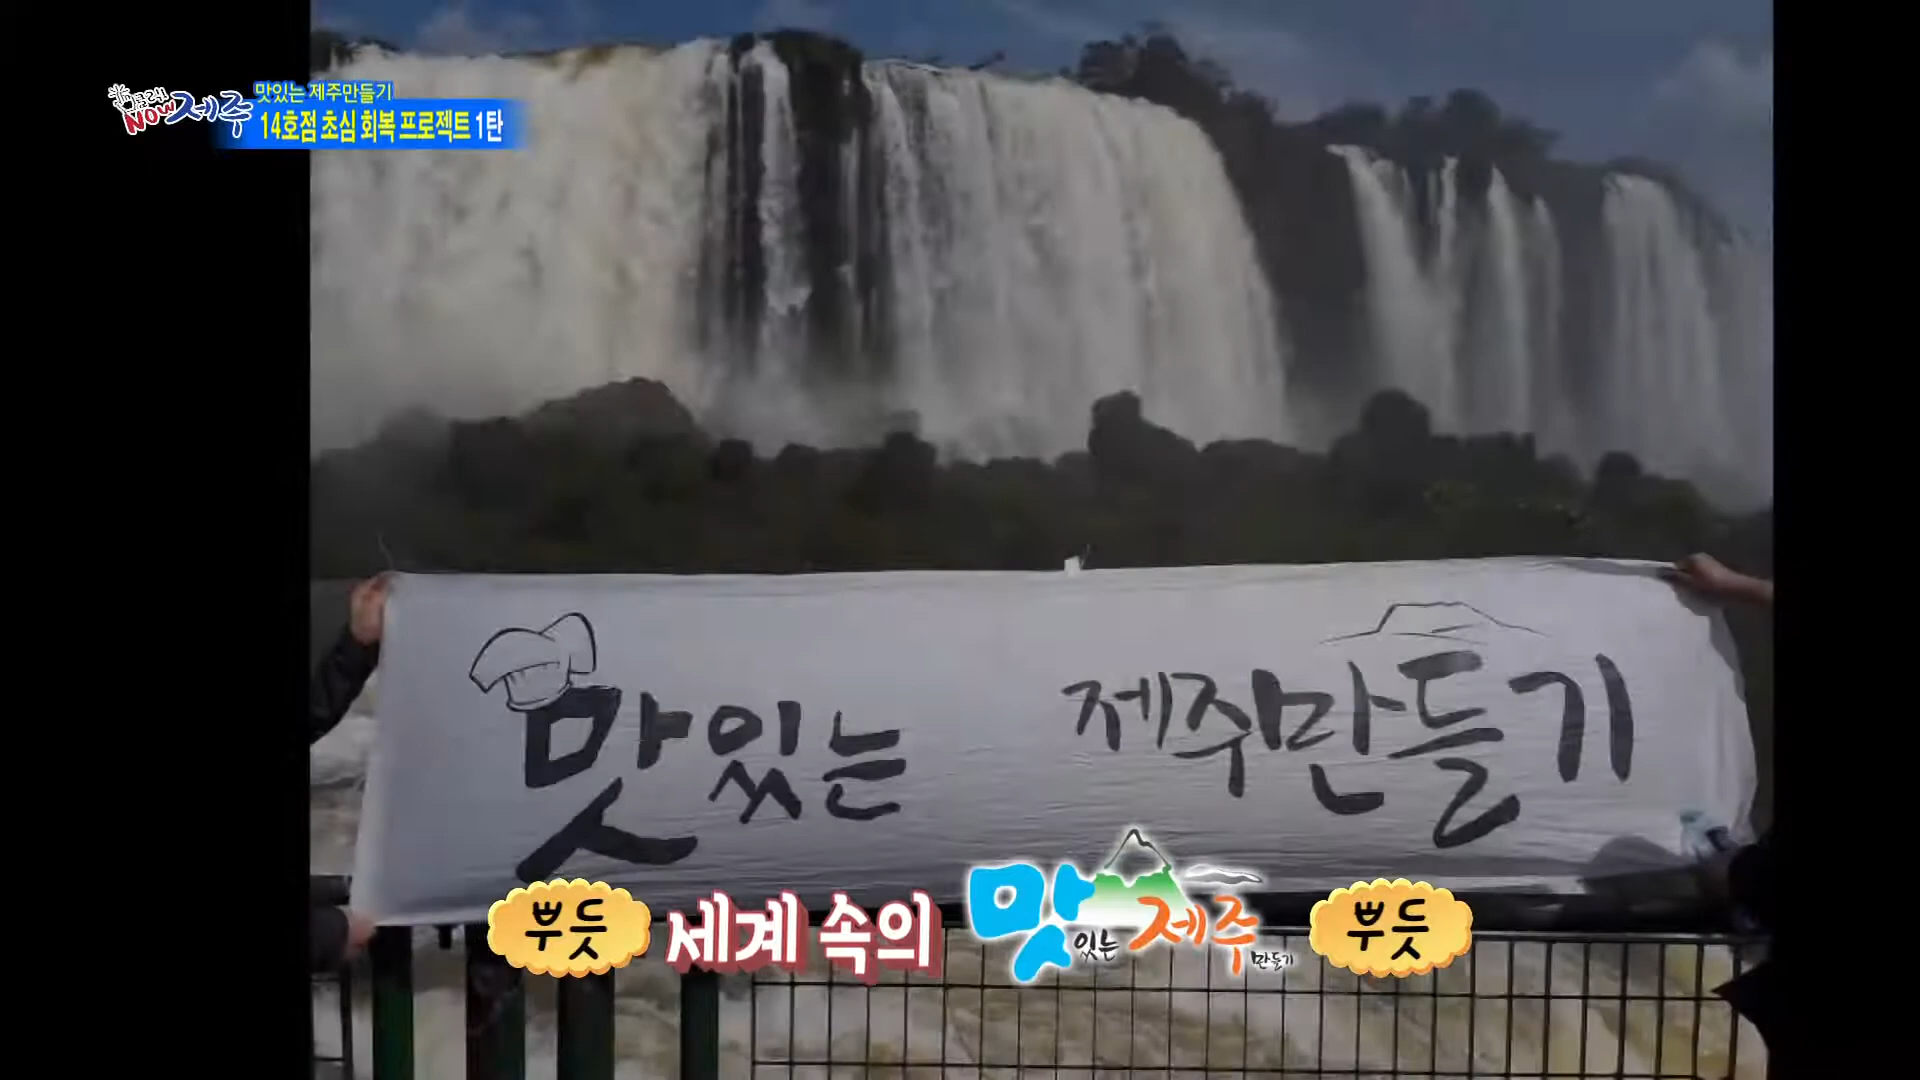 NOW제주
맛있는 제주만들기
14호점 초심 회복 프로젝트 1탄
맛있는 제주만들기
뿌듯 세계 속의 맛있는 제주만들기 뿌듯